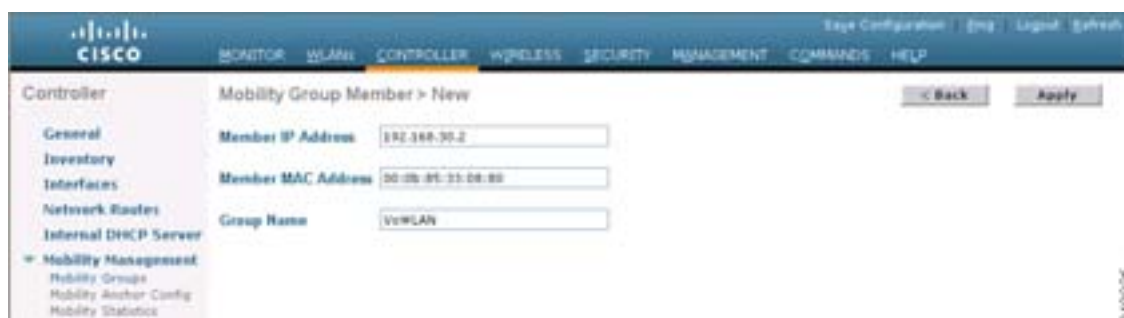 Save Configuration Ping Logout Refresh
CISCO
MONITOR WLANs CONTROLLER WIRELESS SECURITY MANAGEMENT COMMANDS HELP
Controller
Mobility Group Member > New
< Back
Apply
General
Inventory
Interfaces
Network Routes
Internal DHCP Server
Mobility Management
Mobility Groups
Mobility Anchor Config
Mobility Statistics
Member IP Address 192.168.30.2
Member MAC Address
Group Name VoWLAN